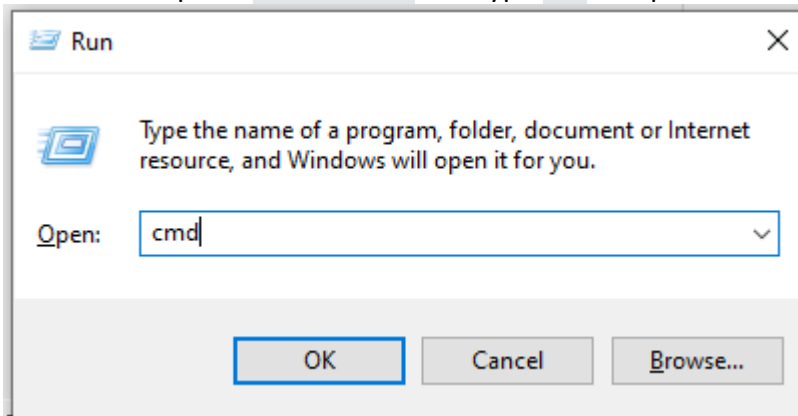 Run
Type the name of a program, folder, document or Internet
resource, and Windows will open it for you.
Open: cmd
OK Cancel Browse...